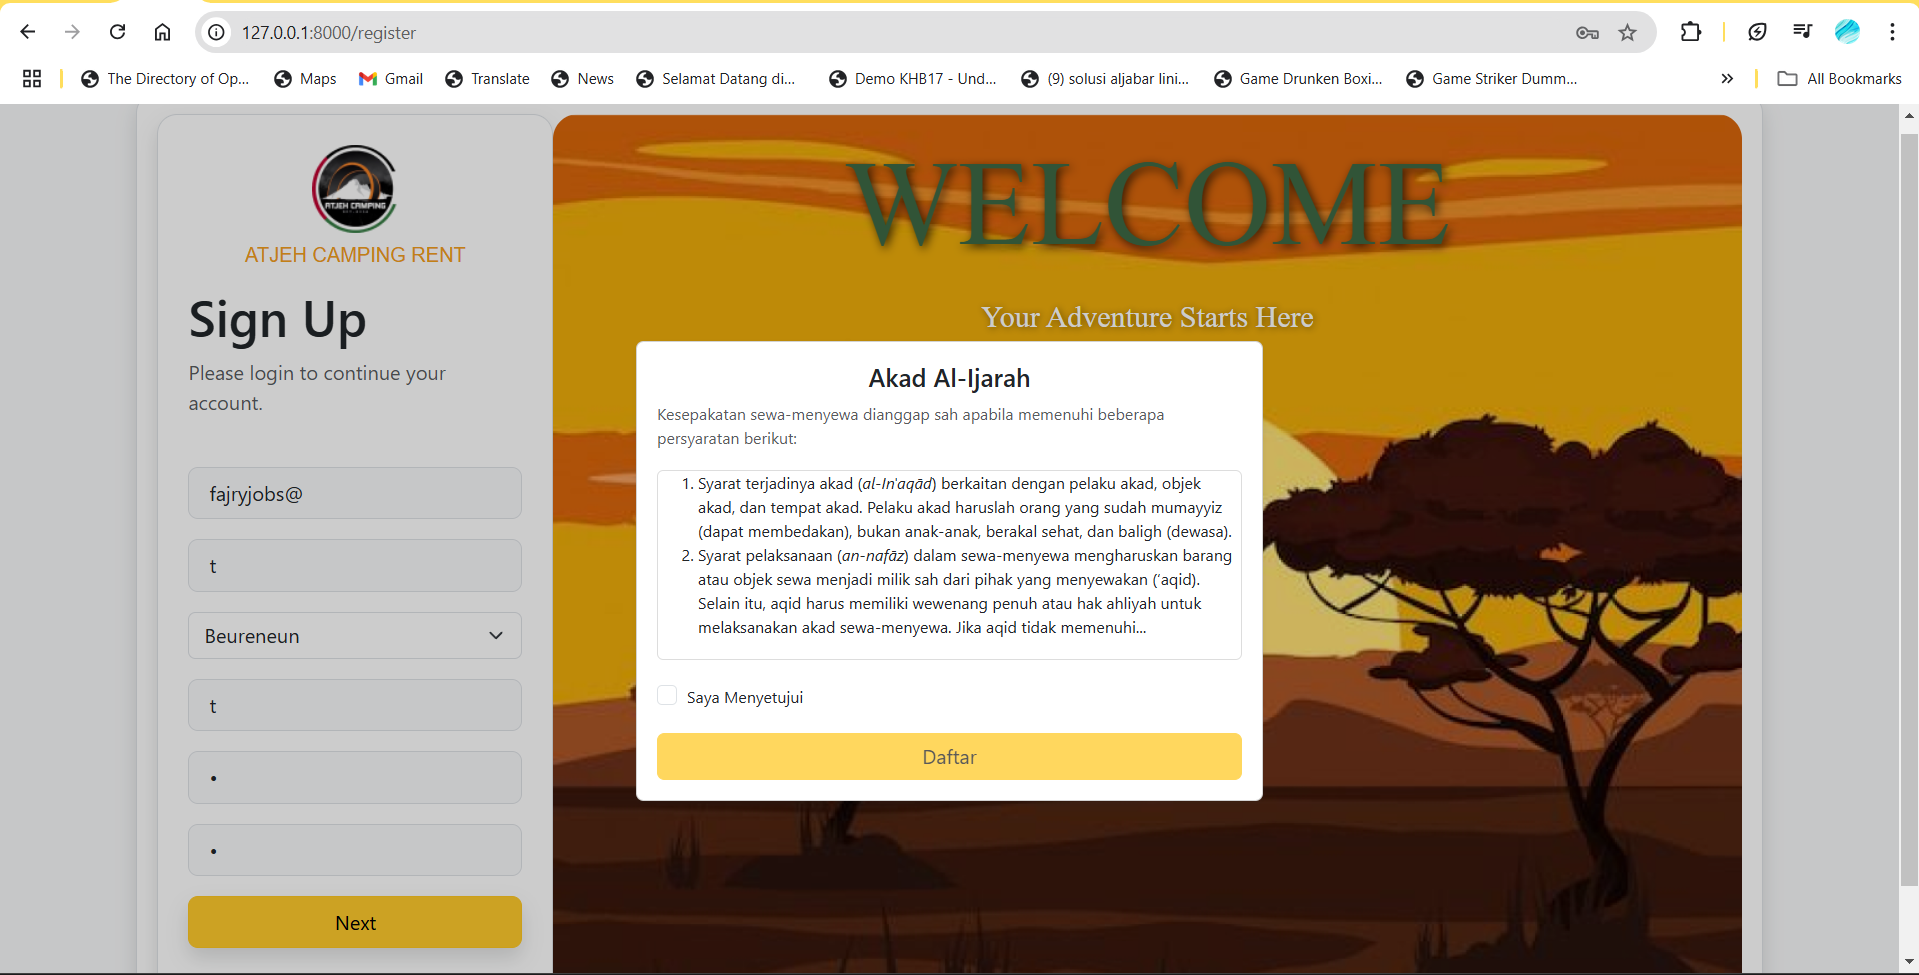 127.0.0.1:8000/register
The Directory of Op...
Maps
Gmail
Translate
News
Selamat Datang di...
Demo KHB17 - Und...
(9) solusi aljabar lini...
Game Drunken Boxi...
Game Striker Dumm...
»
All Bookmarks
ATJEH CAMPING
ATJEH CAMPING RENT
Sign Up
Please login to continue your
account.
fajryjobs@
t
Beureneun
t
•
•
Next
WELCOME
Your Adventure Starts Here
Akad Al-Ijarah
Kesepakatan sewa-menyewa dianggap sah apabila memenuhi beberapa
persyaratan berikut:
1. Syarat terjadinya akad (al-In'aqād) berkaitan dengan pelaku akad, objek
akad, dan tempat akad. Pelaku akad haruslah orang yang sudah mumayyiz
(dapat membedakan), bukan anak-anak, berakal sehat, dan baligh (dewasa).
2. Syarat pelaksanaan (an-nafāz) dalam sewa-menyewa mengharuskan barang
atau objek sewa menjadi milik sah dari pihak yang menyewakan ('aqid).
Selain itu, aqid harus memiliki wewenang penuh atau hak ahliyah untuk
melaksanakan akad sewa-menyewa. Jika aqid tidak memenuhi...
Saya Menyetujui
Daftar